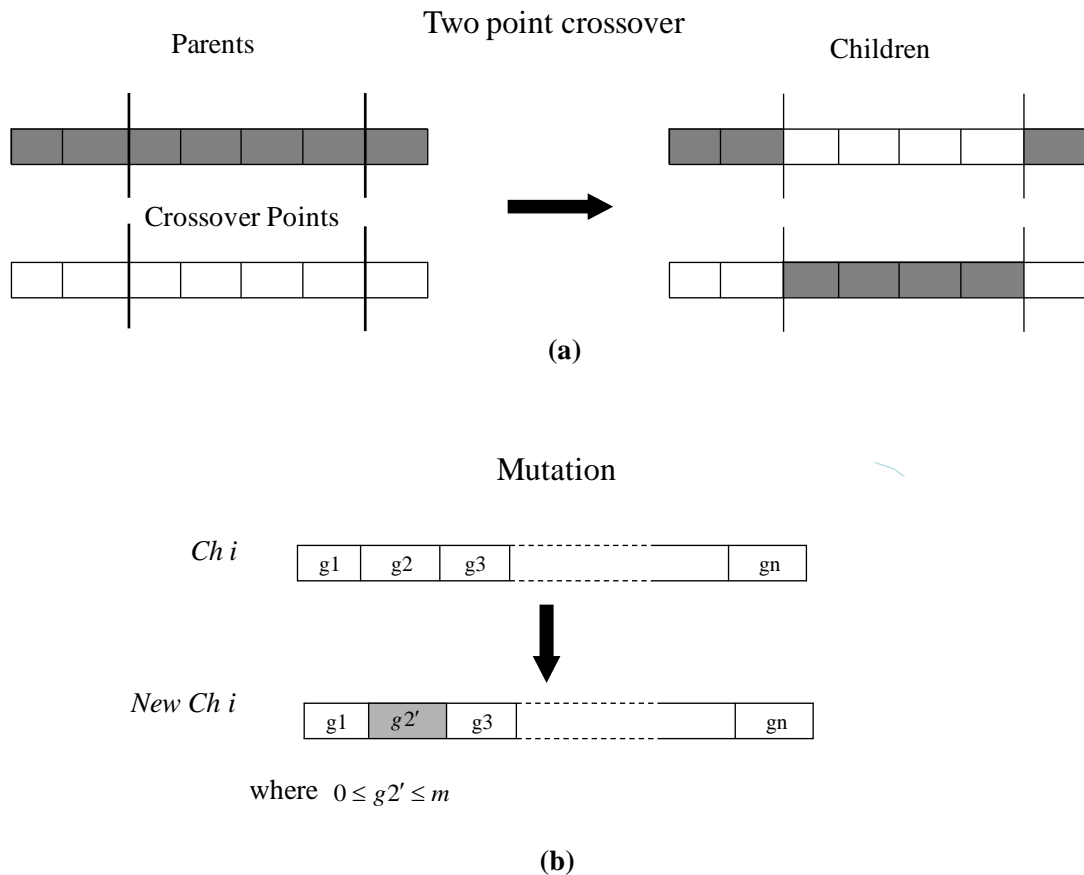 Two point crossover
Parents
Children
Crossover Points
(a)
Mutation
Ch i
g1 g2 g3 gn
New Ch i
g1 g2′ g3 gn
where 0 ≤ g2′ ≤ m
(b)